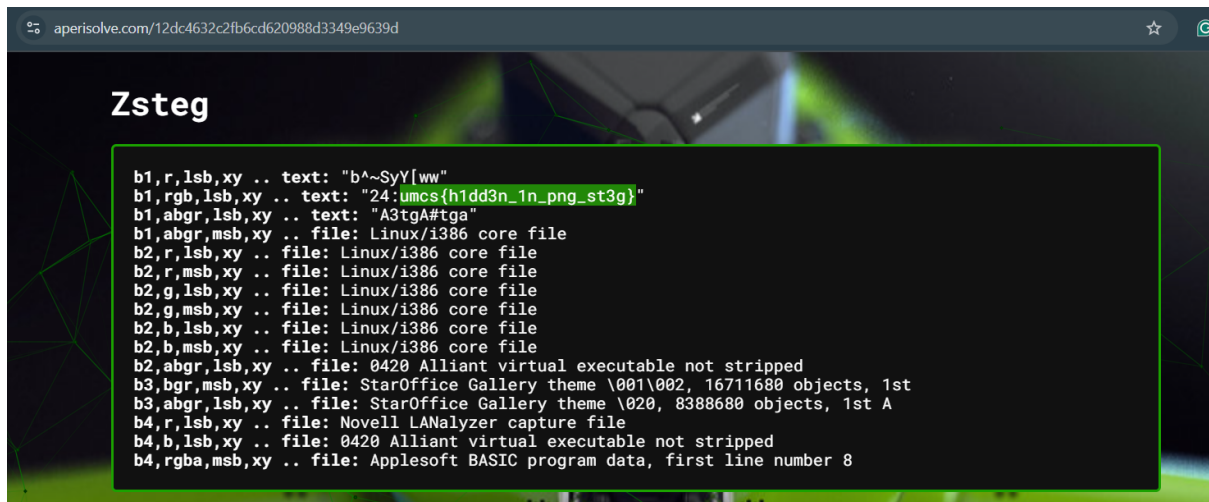 aperisolve.com/12dc4632c2fb6cd620988d3349e9639d
Zsteg
b1,r,lsb,xy .. text: "b^~SyY[ww"
b1,rgb,lsb,xy .. text: "24:umcs{h1dd3n_1n_png_st3g}"
b1,abgr,lsb,xy .. text: "A3tgA#tga"
b1,abgr,msb,xy .. file: Linux/i386 core file
b2,r,lsb,xy .. file: Linux/i386 core file
b2,r,msb,xy .. file: Linux/i386 core file
b2,g,lsb,xy .. file: Linux/i386 core file
b2,g,msb,xy .. file: Linux/i386 core file
b2,b,lsb,xy .. file: Linux/i386 core file
b2,b,msb,xy .. file: Linux/i386 core file
b2,abgr,lsb,xy .. file: 0420 Alliant virtual executable not stripped
b3,bgr,msb,xy .. file: StarOffice Gallery theme \001\002, 16711680 objects, 1st
b3,abgr,lsb,xy .. file: StarOffice Gallery theme \020, 8388680 objects, 1st A
b4,r,lsb,xy .. file: Novell LANalyzer capture file
b4,b,lsb,xy .. file: 0420 Alliant virtual executable not stripped
b4,rgba,msb,xy .. file: Applesoft BASIC program data, first line number 8